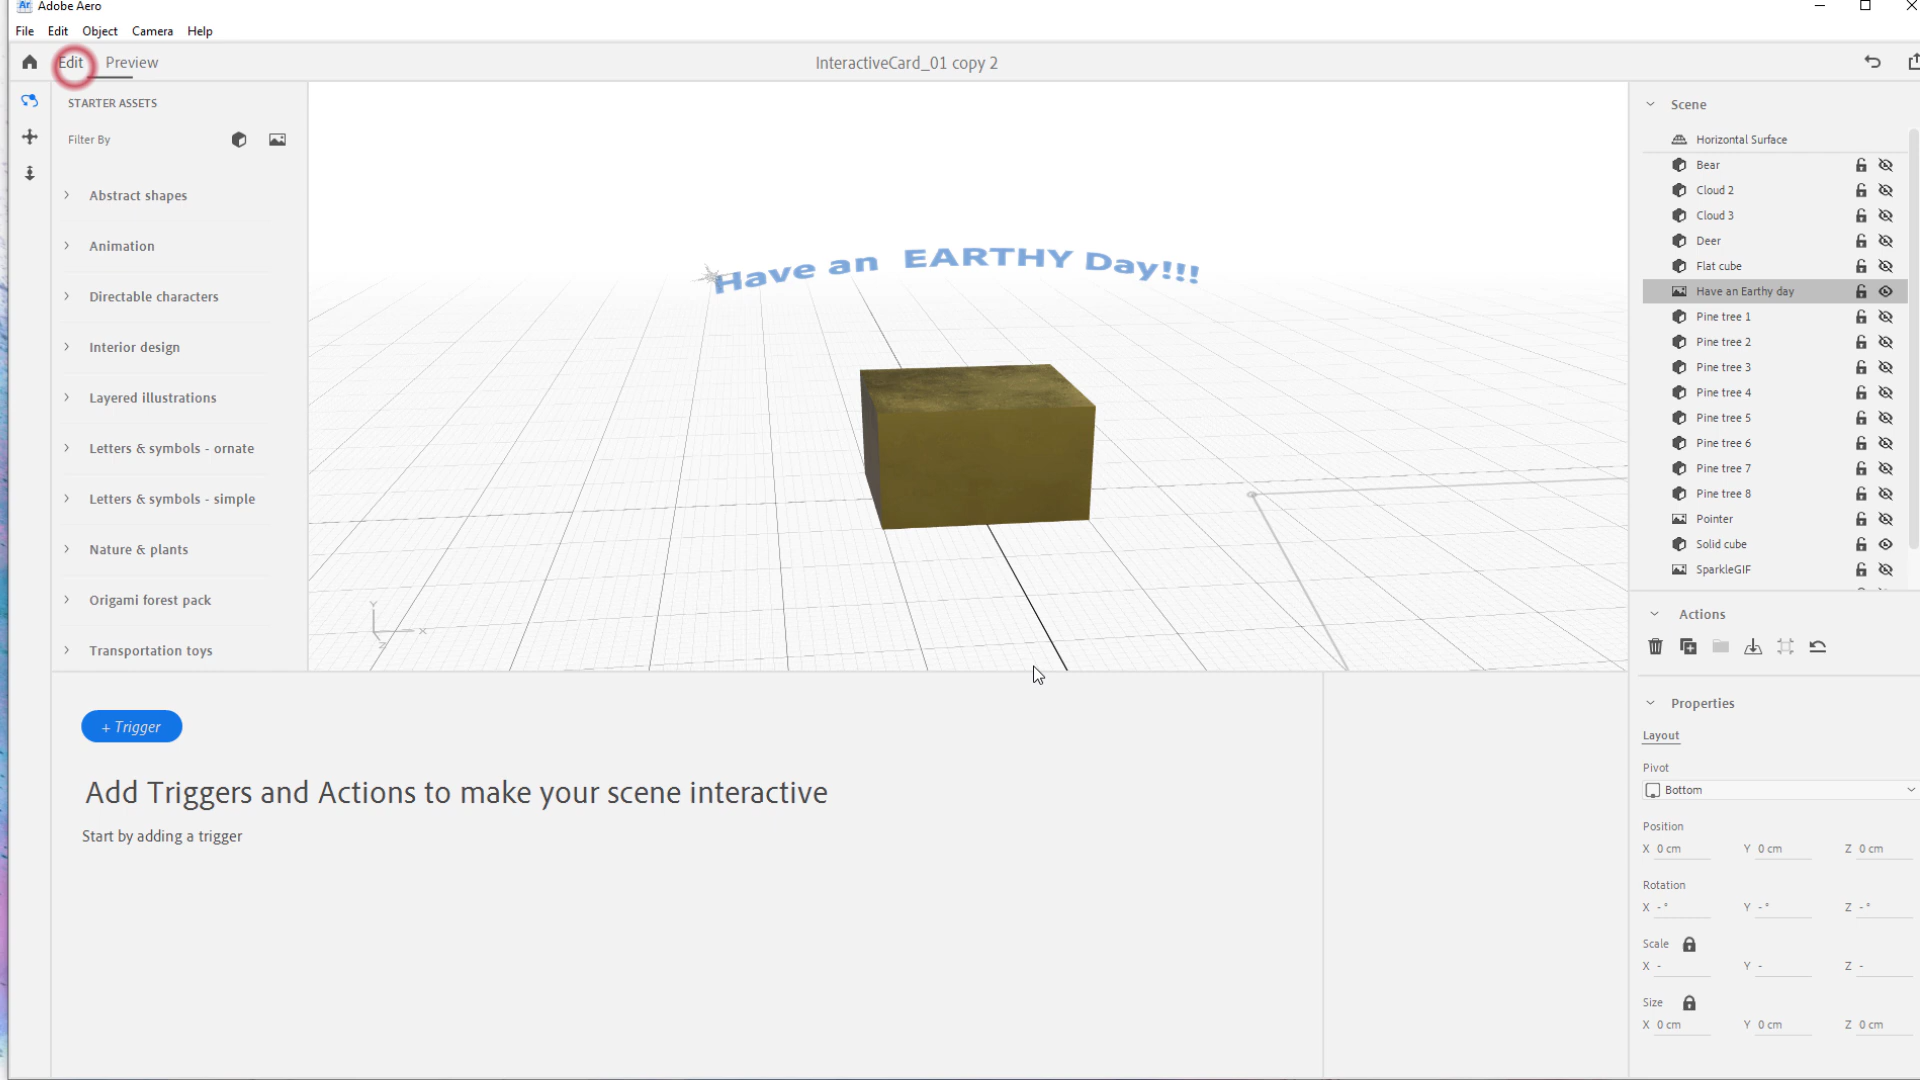 Ar Adobe Aero
File Edit Object Camera Help
Edit Preview InteractiveCard_01 copy 2
STARTER ASSETS
Filter By
Abstract shapes
Animation
Directable characters
Interior design
Layered illustrations
Letters & symbols - ornate
Letters & symbols - simple
Nature & plants
Origami forest pack
Transportation toys
Have an EARTHY Day!!!
Y
X
Z
Scene
Horizontal Surface
Bear
Cloud 2
Cloud 3
Deer
Flat cube
Have an Earthy day
Pine tree 1
Pine tree 2
Pine tree 3
Pine tree 4
Pine tree 5
Pine tree 6
Pine tree 7
Pine tree 8
Pointer
Solid cube
SparkleGIF
Actions
Properties
Layout
Pivot
Bottom
Position
X 0 cm Y 0 cm Z 0 cm
Rotation
X - ° Y - ° Z - °
Scale
X - Y - Z -
Size
X 0 cm Y 0 cm Z 0 cm
+ Trigger
Add Triggers and Actions to make your scene interactive
Start by adding a trigger